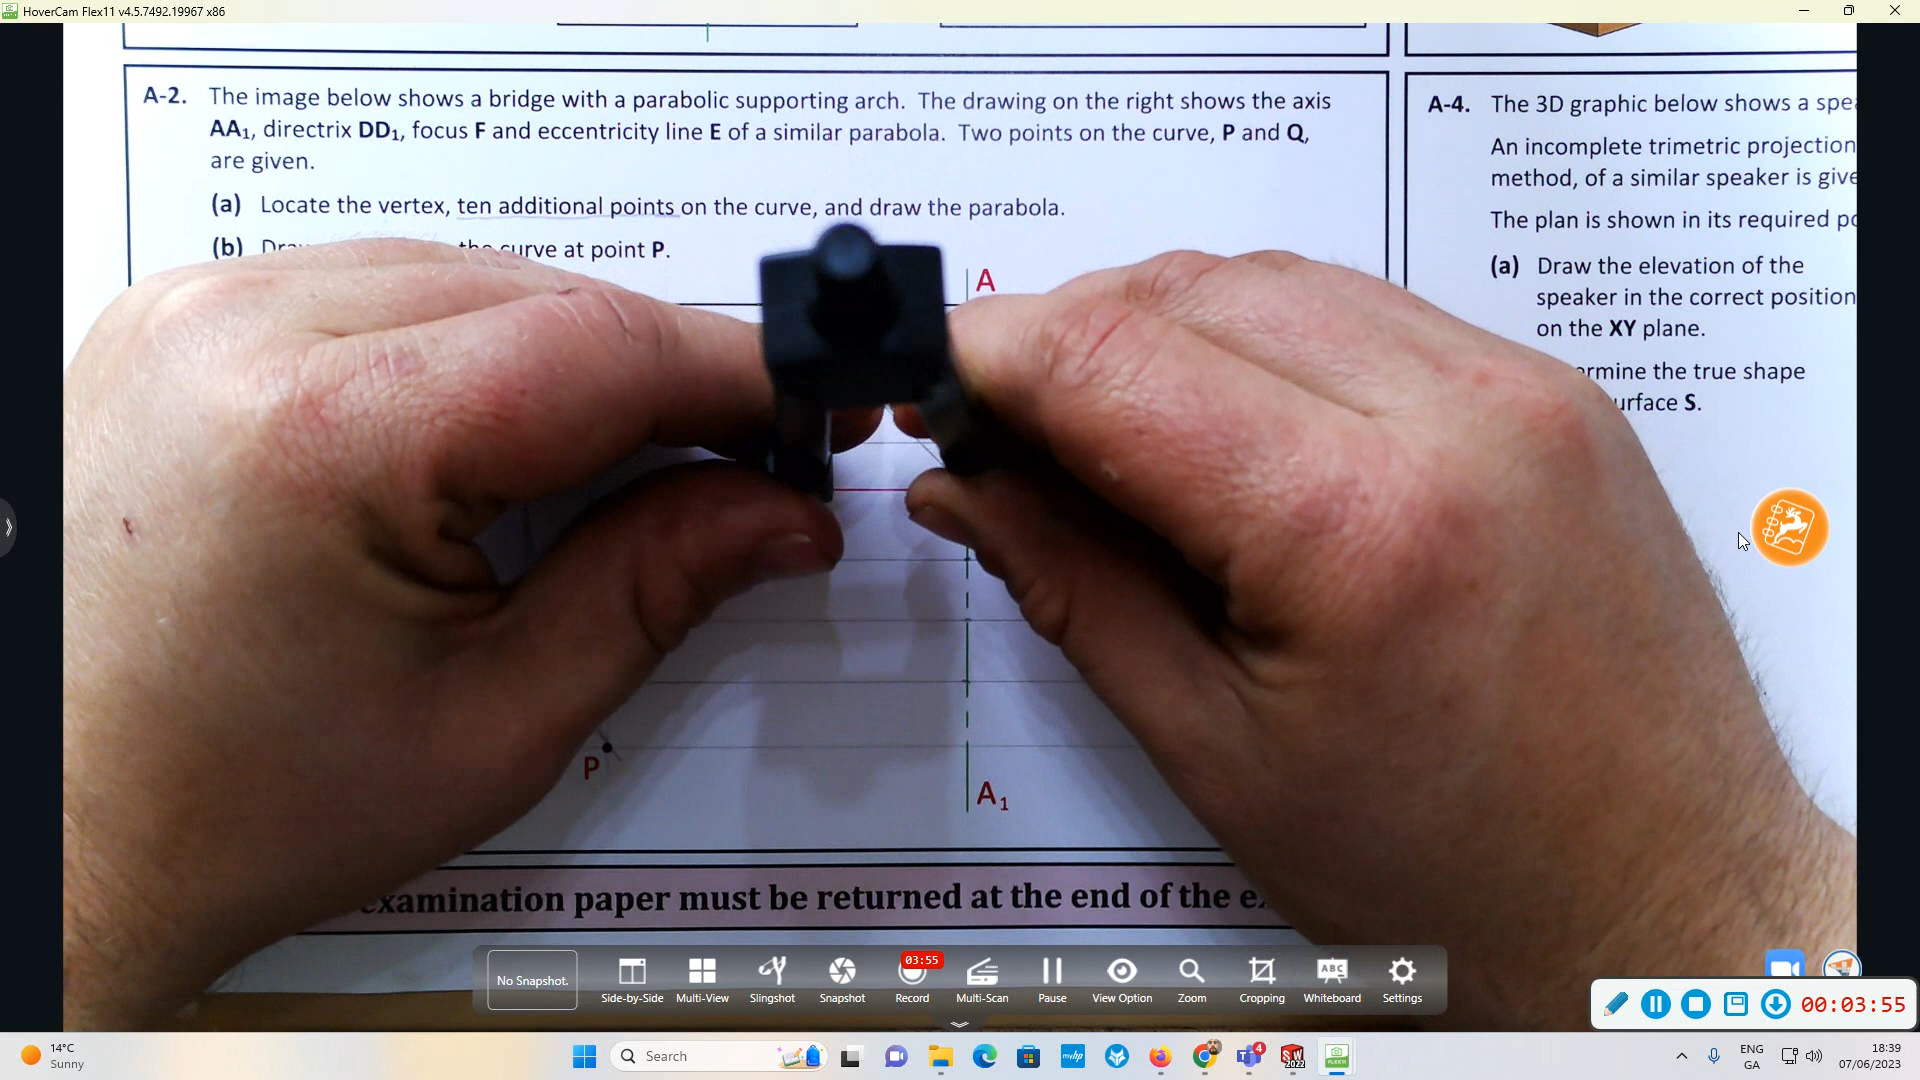 HoverCam Flex11 v4.5.7492.19967 x86
A-2. The image below shows a bridge with a parabolic supporting arch. The drawing on the right shows the axis
AA₁, directrix DD₁, focus F and eccentricity line E of a similar parabola. Two points on the curve, P and Q,
are given.
(a) Locate the vertex, ten additional points on the curve, and draw the parabola.
(b) curve at point P.
A
P
A₁
examination paper must be returned at the end of the
A-4. The 3D graphic below shows a
An incomplete trimetric projection
method, of a similar speaker is
The plan is shown in its required
(a) Draw the elevation of the
speaker in the correct position
on the XY plane.
the true shape
S.
No Snapshot.
Side-by-Side
Multi-View
Slingshot
Snapshot
03:55
Record
Multi-Scan
Pause
View Option
Zoom
Cropping
ABC
Whiteboard
Settings
00:03:55
14°C
Sunny
Search
myhp
4
SW
2022
FLEX11
ENG
GA
18:39
07/06/2023